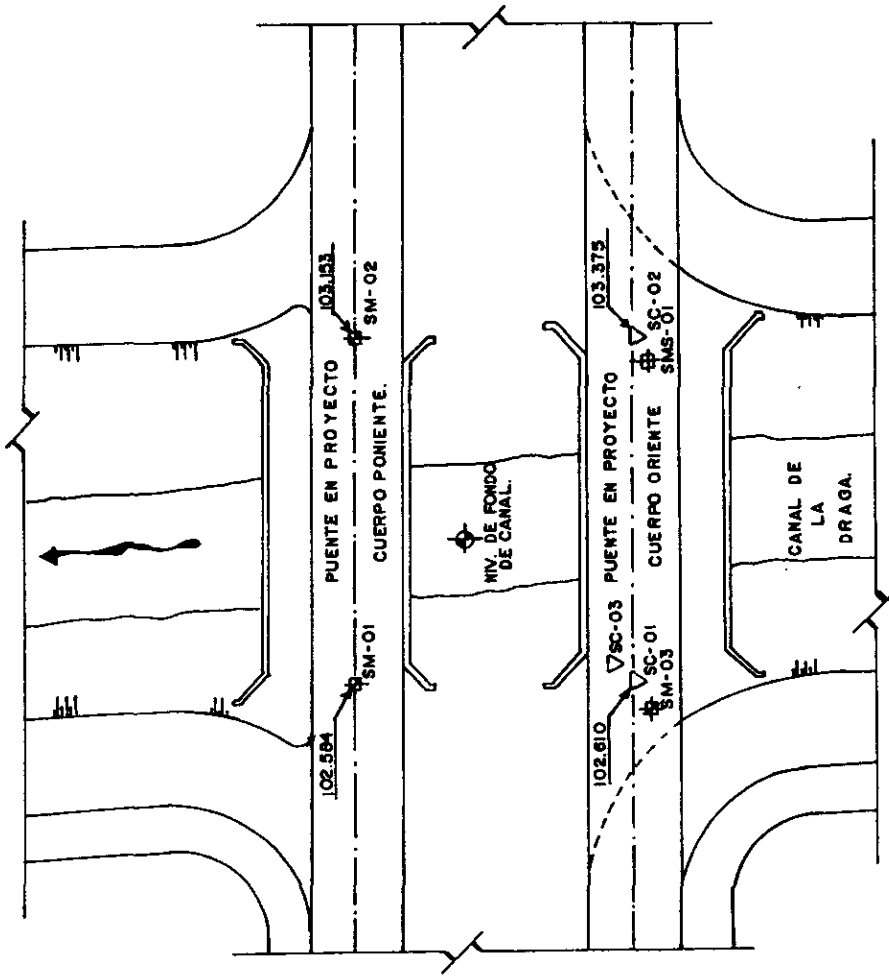 103.153
SM-02
PUENTE EN PROYECTO
CUERPO PONIENTE.
SM-01
102.584
NIV. DE FONDO
DE CANAL.
103.375
SC-02
SMS-01
PUENTE EN PROYECTO
CUERPO ORIENTE
SC-03
SC-01
SM-03
102.610
CANAL DE
LA
DRAGA.